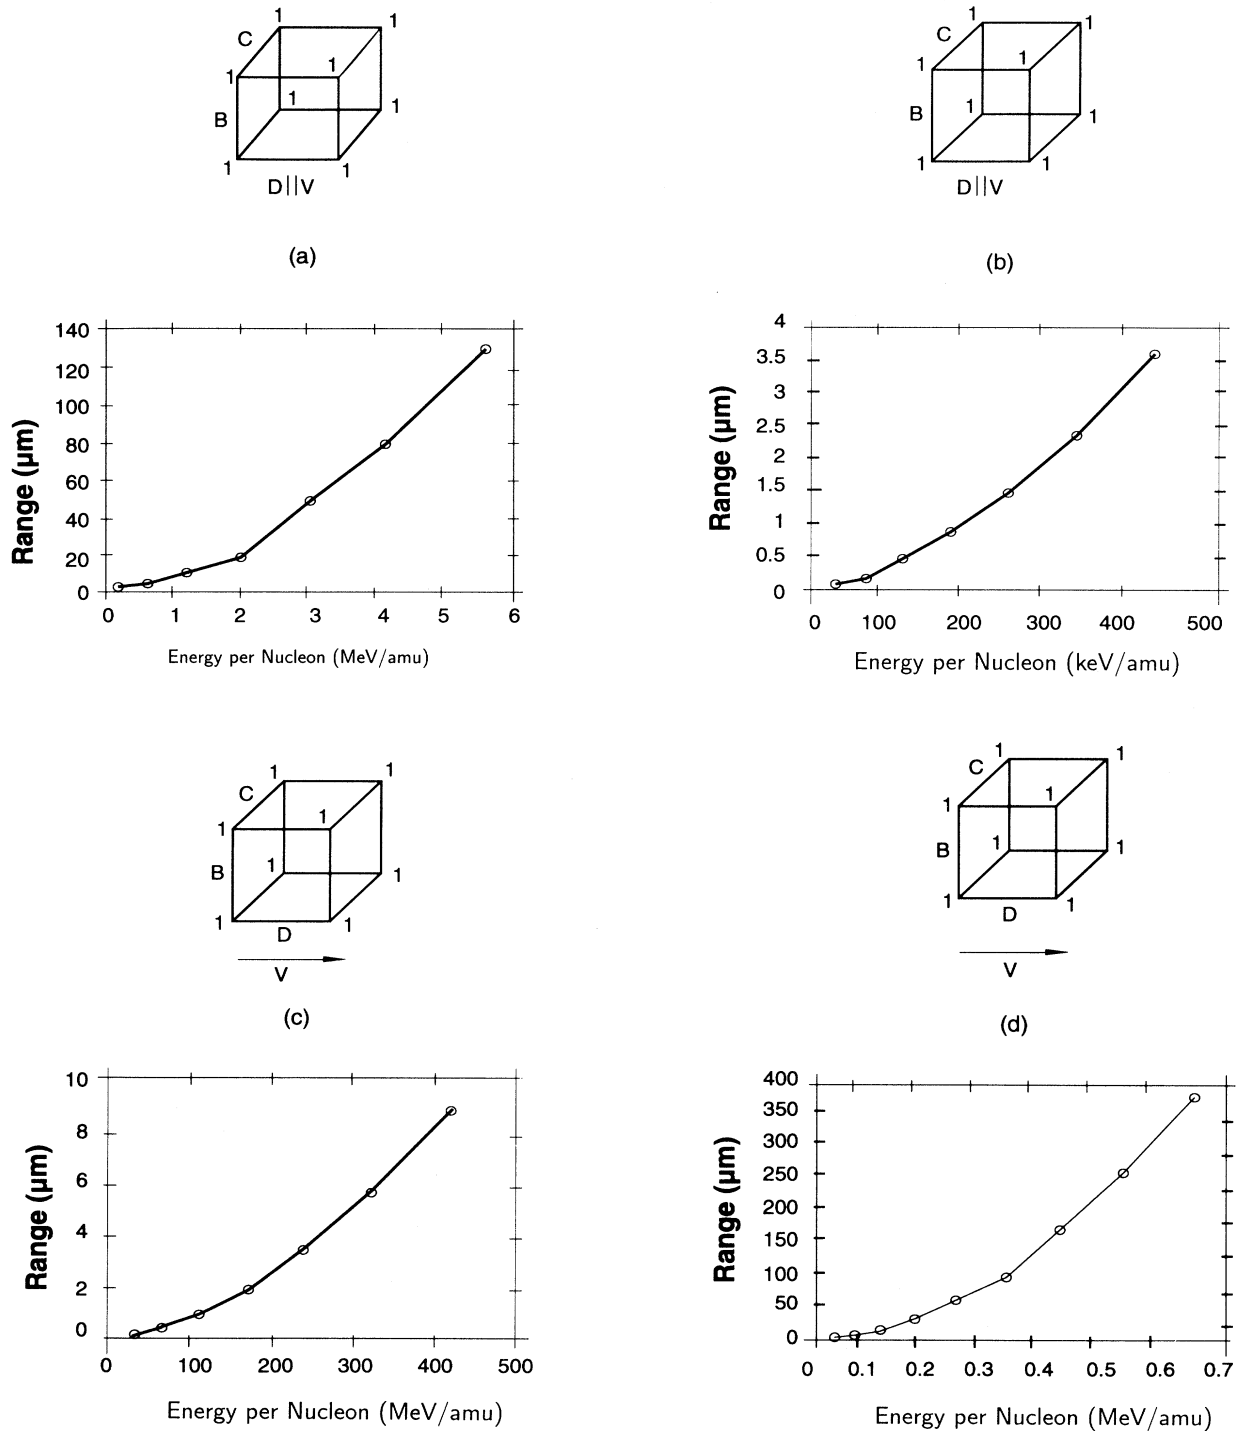 1 1
C
1 1
1
B 1
1 1
D||V
(a)
1 1
C
1 1
1
B 1
1 1
D||V
(b)
140
120
100
80
60
40
20
0
Range (μm)
0 1 2 3 4 5 6
Energy per Nucleon (MeV/amu)
4
3.5
3
2.5
2
1.5
1
0.5
0
Range (μm)
0 100 200 300 400 500
Energy per Nucleon (keV/amu)
1 1
C
1 1
1
B 1
1 1
D
V
(c)
1 1
C
1 1
1
B 1
1 1
D
V
(d)
10
8
6
4
2
0
Range (μm)
0 100 200 300 400 500
Energy per Nucleon (MeV/amu)
400
350
300
250
200
150
100
50
0
Range (μm)
0 0.1 0.2 0.3 0.4 0.5 0.6 0.7
Energy per Nucleon (MeV/amu)